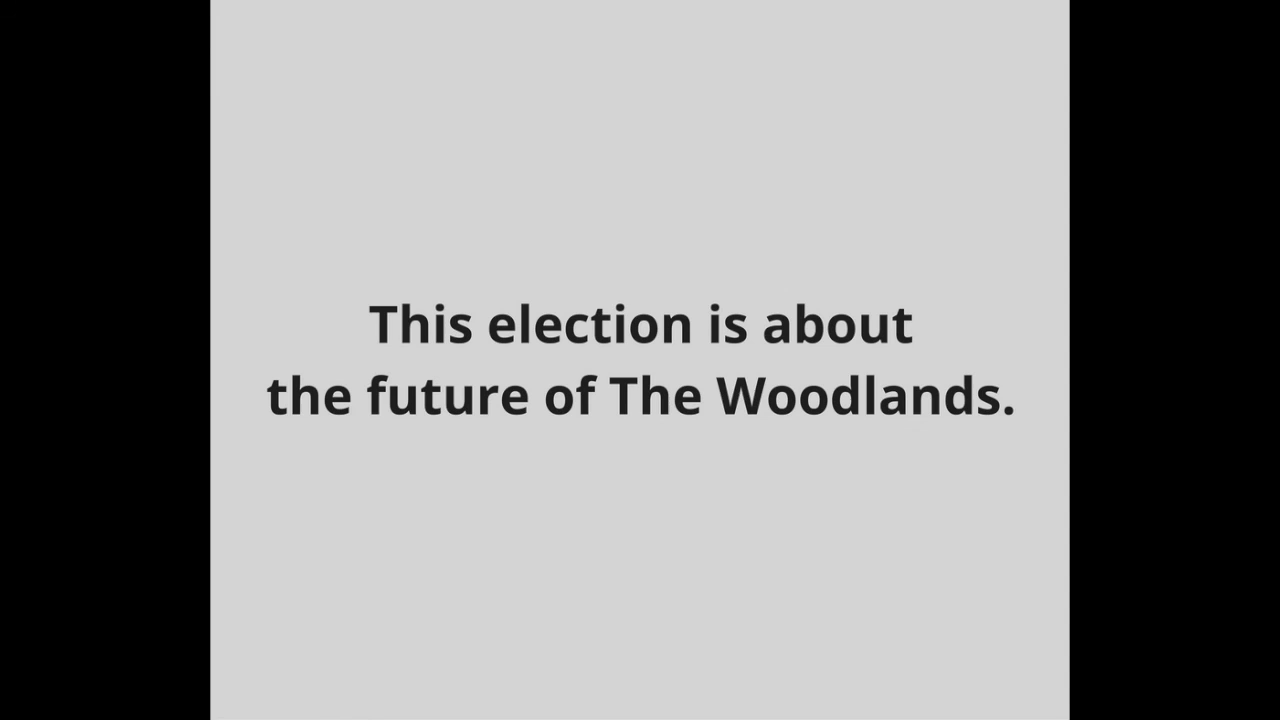 This election is about
the future of The Woodlands.